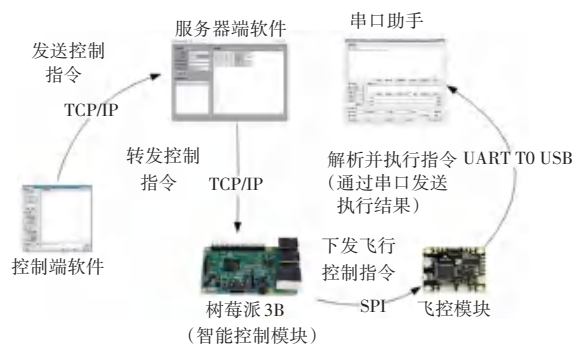 服务器端软件
串口助手
发送控制
指令
TCP/IP
转发控制
指令
TCP/IP
解析并执行指令 UART T0 USB
（通过串口发送
执行结果）
控制端软件
下发飞行
控制指令
SPI
树莓派 3B
（智能控制模块）
飞控模块